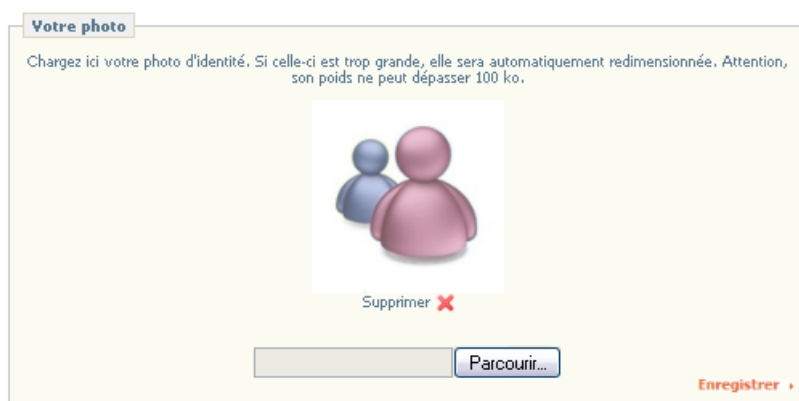 Votre photo
Chargez ici votre photo d'identité. Si celle-ci est trop grande, elle sera automatiquement redimensionnée. Attention,
son poids ne peut dépasser 100 ko.
Supprimer
Parcourir...
Enregistrer